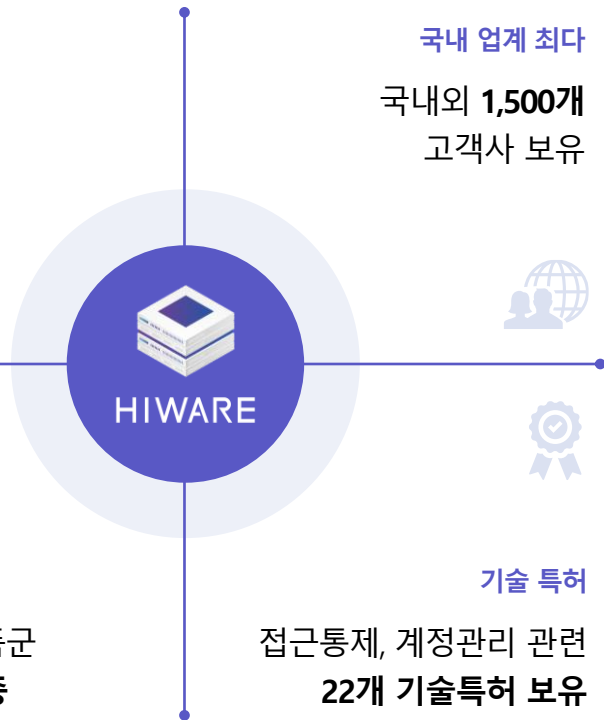 국내 업계 최다
국내외 1,500개
고객사 보유
HIWARE
기술 특허
군
접근통제, 계정관리 관련
22개 기술특허 보유